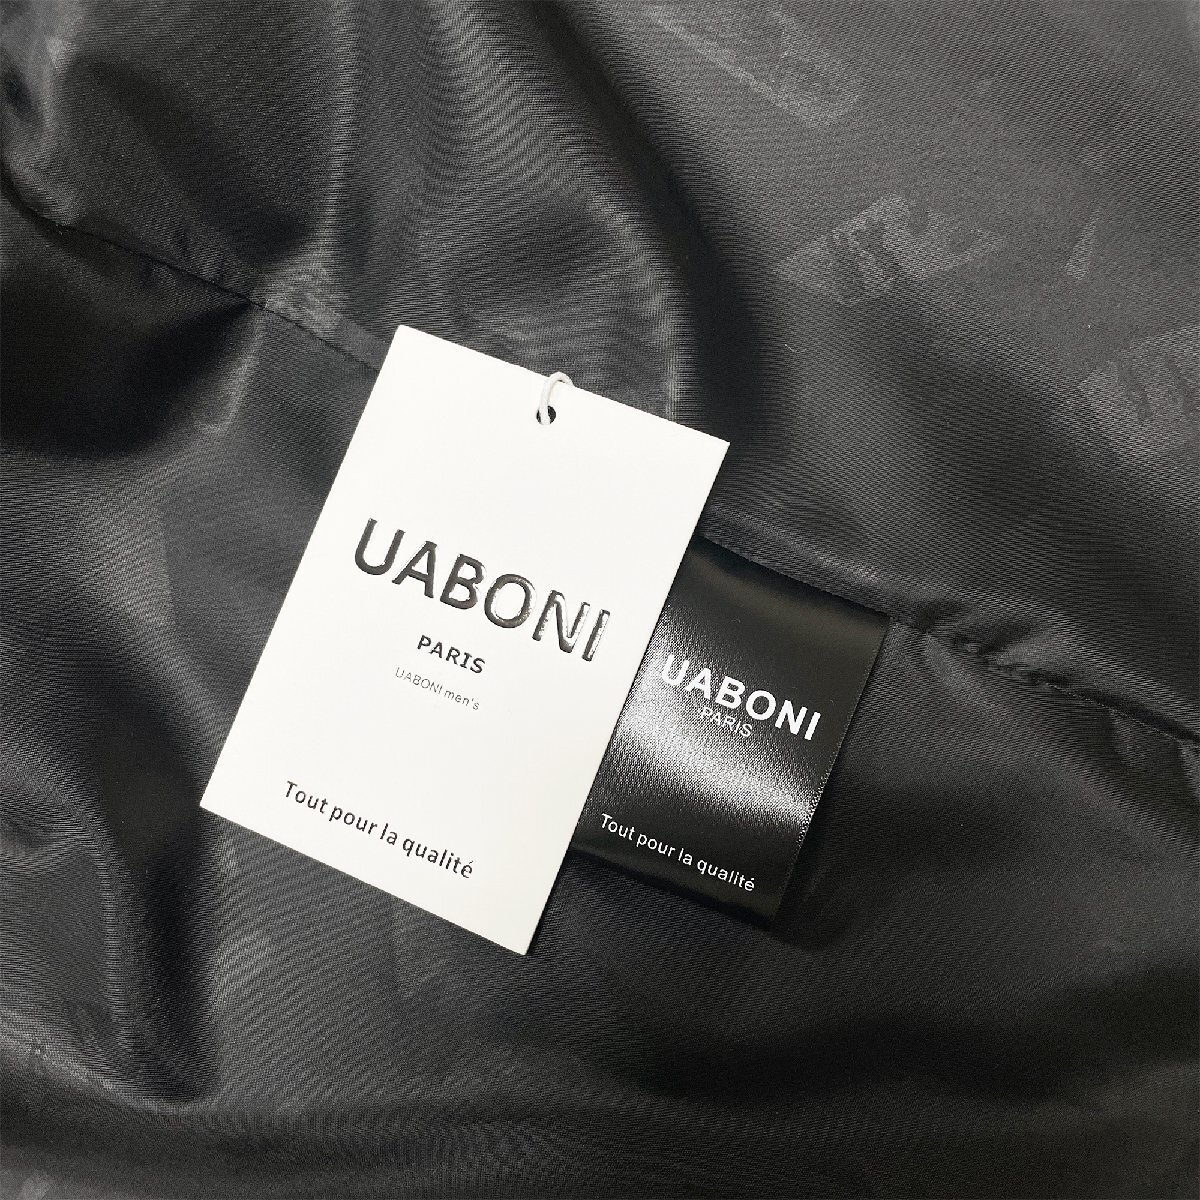 UABONI
PARIS
UABONI men's
Tout pour la qualité
UABONI
PARIS
Tout pour la qualité